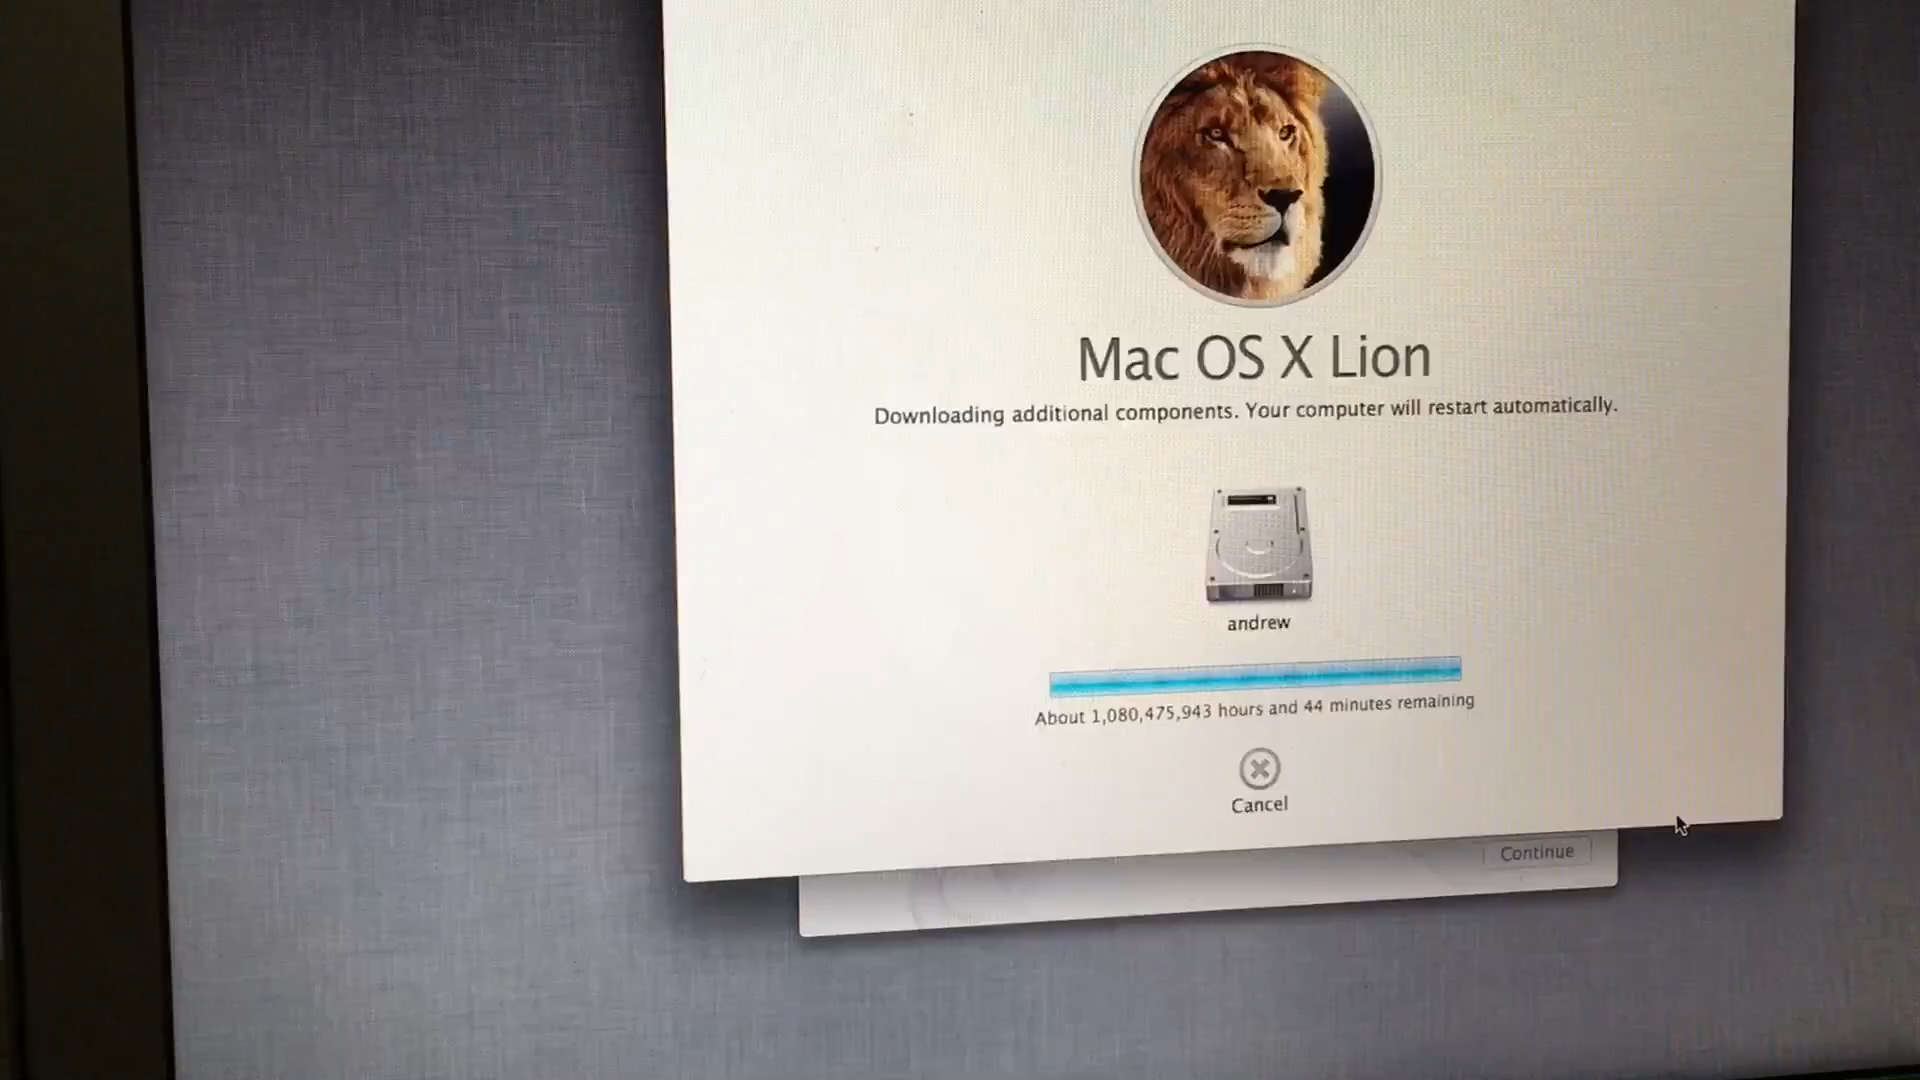 Mac OS X Lion
Downloading additional components. Your computer will restart automatically.
andrew
About 1,080,475,943 hours and 44 minutes remaining
Cancel
Continue